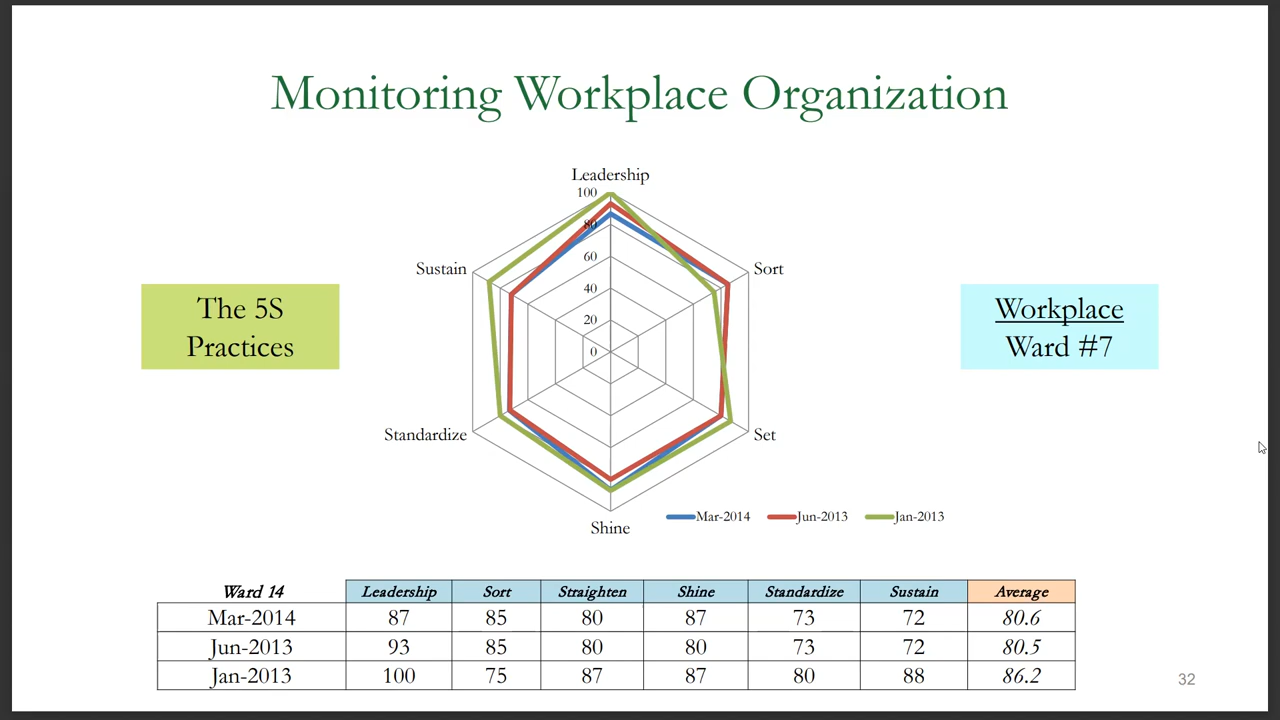 Monitoring Workplace Organization
Leadership
100
80
60
40
20
0
Sort
Set
Shine
Standardize
Sustain
The 5S
Practices
Workplace
Ward #7
Mar-2014 Jun-2013 Jan-2013
Ward 14 Leadership Sort Straighten Shine Standardize Sustain Average
Mar-2014 87 85 80 87 73 72 80.6
Jun-2013 93 85 80 80 73 72 80.5
Jan-2013 100 75 87 87 80 88 86.2
32